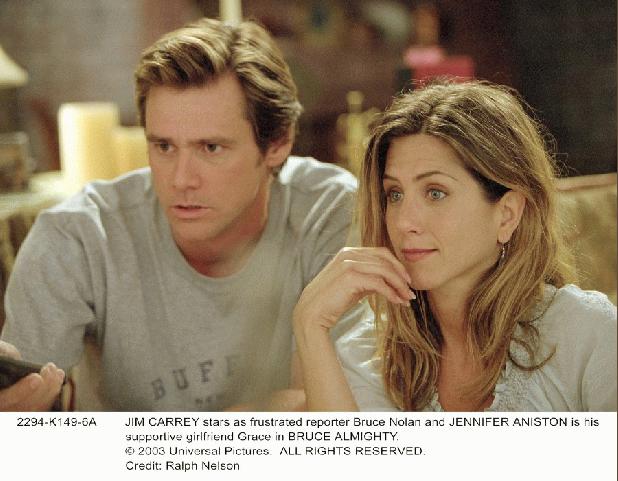 BUFF
2294-K149-6A JIM CARREY stars as frustrated reporter Bruce Nolan and JENNIFER ANISTON is his
supportive girlfriend Grace in BRUCE ALMIGHTY.
© 2003 Universal Pictures. ALL RIGHTS RESERVED.
Credit: Ralph Nelson